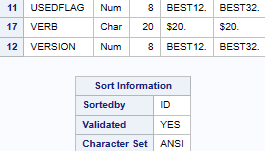 11 USEDFLAG Num 8 BEST12. BEST32.
17 VERB Char 20 $20. $20.
12 VERSION Num 8 BEST12. BEST32.
Sort Information
Sortedby ID
Validated YES
Character Set ANSI